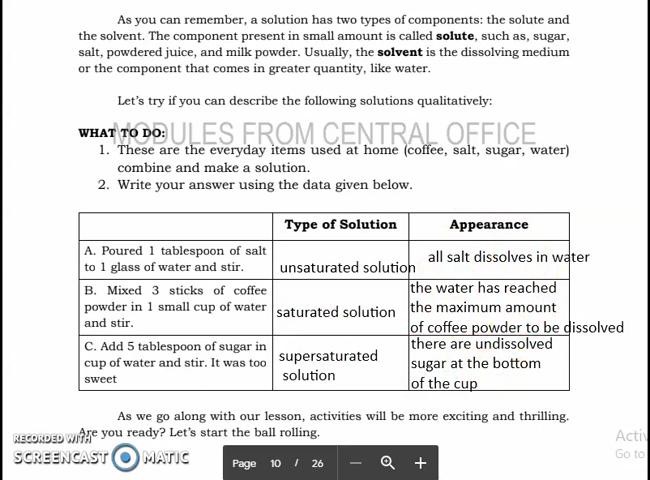 As you can remember, a solution has two types of components: the solute and
the solvent. The component present in small amount is called solute, such as, sugar,
salt, powdered juice, and milk powder. Usually, the solvent is the dissolving medium
or the component that comes in greater quantity, like water.
Let's try if you can describe the following solutions qualitatively:
MODULES FROM CENTRAL OFFICE
WHAT TO DO:
1. These are the everyday items used at home (coffee, salt, sugar, water)
combine and make a solution.
2. Write your answer using the data given below.
Type of Solution Appearance
A. Poured 1 tablespoon of salt
to 1 glass of water and stir.
unsaturated solution
all salt dissolves in water
B. Mixed 3 sticks of coffee
powder in 1 small cup of water
and stir.
saturated solution
the water has reached
the maximum amount
of coffee powder to be dissolved
C. Add 5 tablespoon of sugar in
cup of water and stir. It was too
sweet
supersaturated
solution
there are undissolved
sugar at the bottom
of the cup
As we go along with our lesson, activities will be more exciting and thrilling.
Are you ready? Let's start the ball rolling.
RECORDED WITH
SCREENCAST MATIC
Page 10 / 26
Activ
Go to